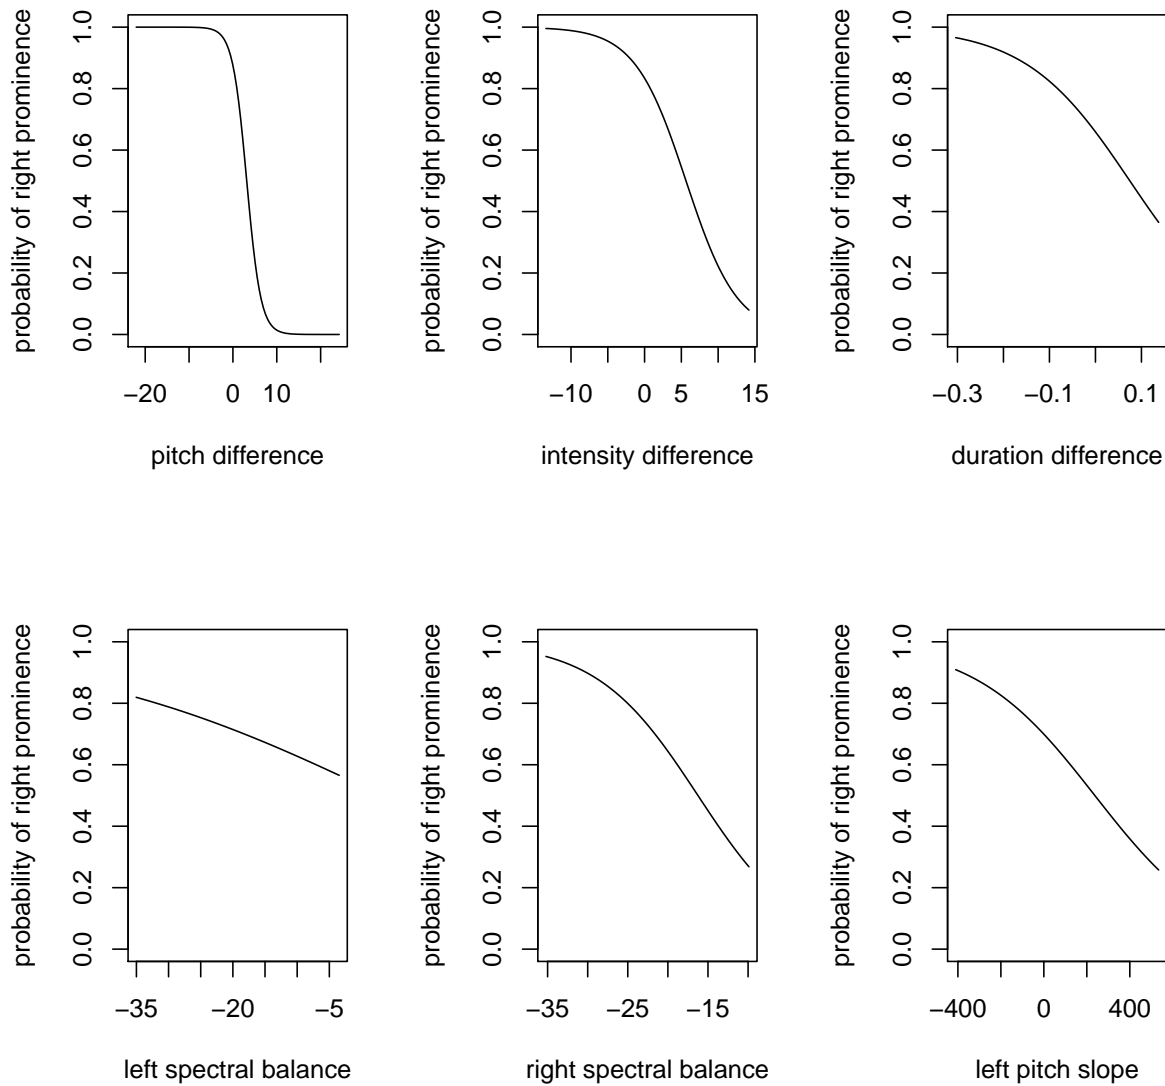 probability of right prominence
0.0 0.2 0.4 0.6 0.8 1.0
−20 0 10
pitch difference
probability of right prominence
0.0 0.2 0.4 0.6 0.8 1.0
−10 0 5 15
intensity difference
probability of right prominence
0.0 0.2 0.4 0.6 0.8 1.0
−0.3 −0.1 0.1
duration difference
probability of right prominence
0.0 0.2 0.4 0.6 0.8 1.0
−35 −20 −5
left spectral balance
probability of right prominence
0.0 0.2 0.4 0.6 0.8 1.0
−35 −25 −15
right spectral balance
probability of right prominence
0.0 0.2 0.4 0.6 0.8 1.0
−400 0 400
left pitch slope